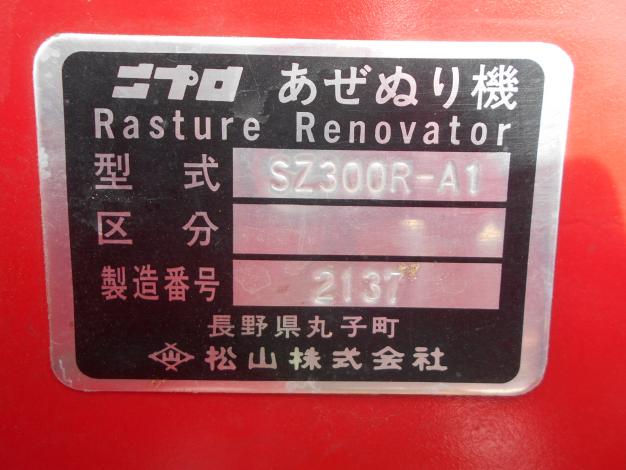 ニプロ あぜぬり機
Rasture Renovator
型式 SZ300R-A1
区分
製造番号 2137
長野県丸子町
松山株式会社